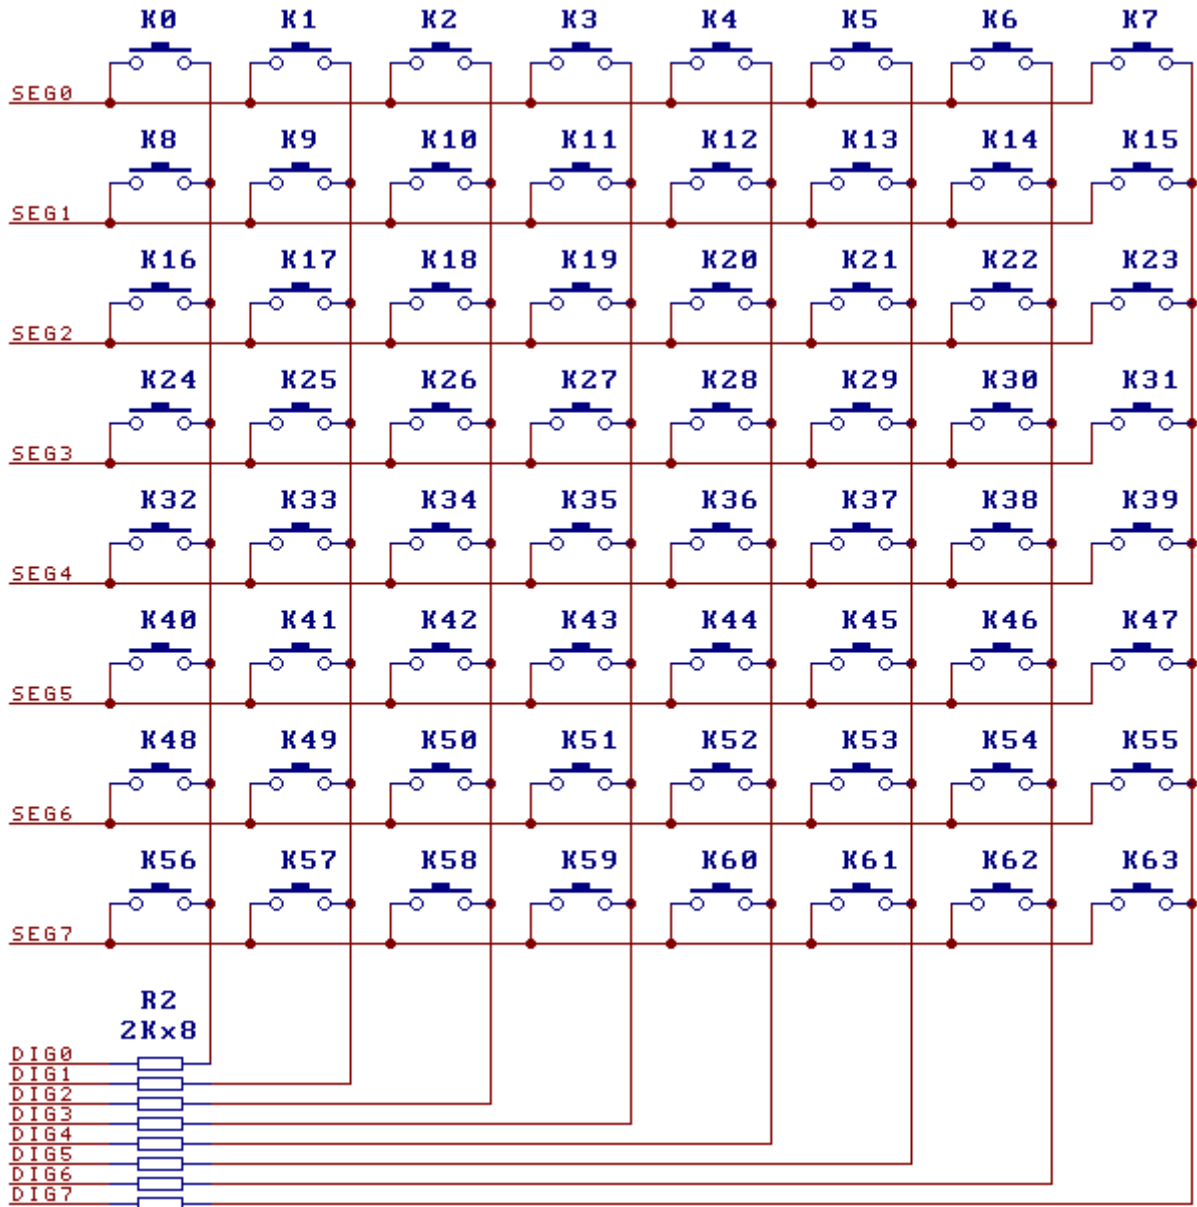 K0 K1 K2 K3 K4 K5 K6 K7
SEG0
K8 K9 K10 K11 K12 K13 K14 K15
SEG1
K16 K17 K18 K19 K20 K21 K22 K23
SEG2
K24 K25 K26 K27 K28 K29 K30 K31
SEG3
K32 K33 K34 K35 K36 K37 K38 K39
SEG4
K40 K41 K42 K43 K44 K45 K46 K47
SEG5
K48 K49 K50 K51 K52 K53 K54 K55
SEG6
K56 K57 K58 K59 K60 K61 K62 K63
SEG7
R2
2Kx8
DIG0
DIG1
DIG2
DIG3
DIG4
DIG5
DIG6
DIG7